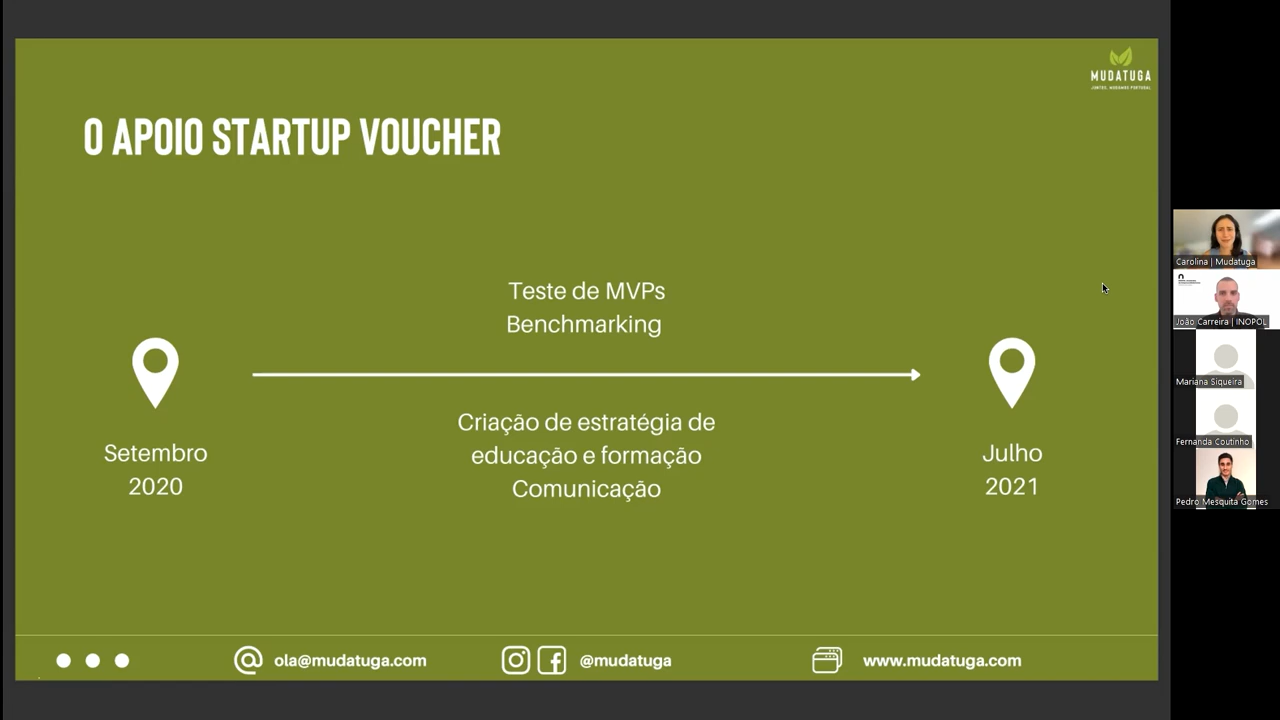 MUDATUGA
JUNTOS, MUDAMOS PORTUGAL
O APOIO STARTUP VOUCHER
Teste de MVPs
Benchmarking
Setembro
2020
Criação de estratégia de
educação e formação
Comunicação
Julho
2021
ola@mudatuga.com
@mudatuga
www.mudatuga.com
Carolina | Mudatuga
João Carreira | INOPOL
Mariana Siqueira
Fernanda Coutinho
Pedro Mesquita Gomes